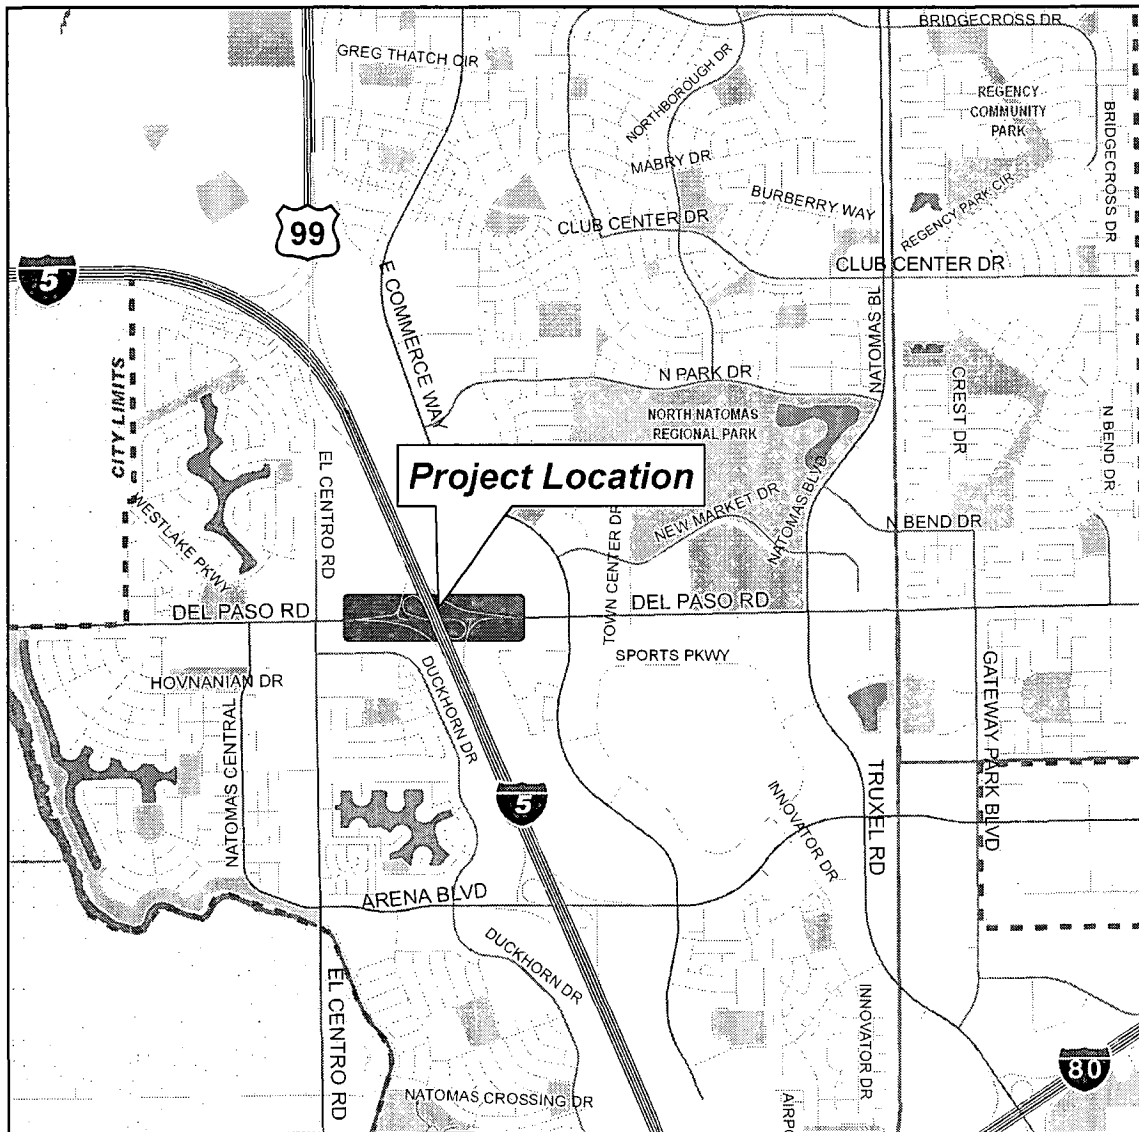 BRIDGECROSS DR
GREG THATCH CIR
NORTHBOROUGH DR
REGENCY
COMMUNITY
PARK
BRIDGECROSS DR
MABRY DR
BURBERRY WAY
REGENCY PARK CIR
99
CLUB CENTER DR
CLUB CENTER DR
5
E COMMERCE WAY
NATOMAS BL
CITY LIMITS
N PARK DR
CREST DR
NORTH NATOMAS
REGIONAL PARK
N BEND DR
EL CENTRO RD
Project Location
WESTLAKE PKWY
TOWN CENTER DR
NEW MARKET DR
NATOMAS BLVD
N BEND DR
DEL PASO RD
DEL PASO RD
SPORTS PKWY
HOVNANIAN DR
DUCKHORN DR
GATEWAY PARK BLVD
NATOMAS CENTRAL
5
INNOVATOR DR
TRUXEL RD
ARENA BLVD
DUCKHORN DR
EL CENTRO RD
INNOVATOR DR
80
NATOMAS CROSSING DR
AIRPO